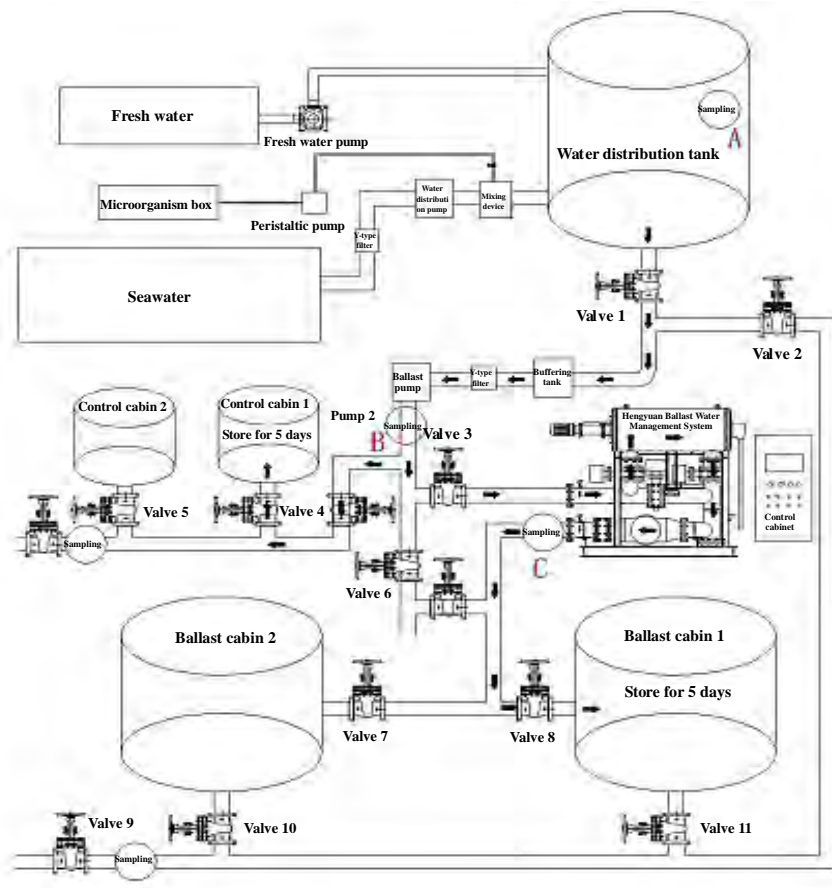 Sampling
A
Fresh water
Fresh water pump
Water distribution tank
Microorganism box
Peristaltic pump
Water
distributi
on pump
Mixing
device
Y-type
filter
Seawater
Valve 1
Valve 2
Ballast
pump
Y-type
filter
Buffering
tank
Control cabin 2
Control cabin 1
Store for 5 days
Pump 2
Sampling
B
Valve 3
Hengyuan Ballast Water
Management System
Control
cabinet
Valve 5
Valve 4
Sampling
Sampling
C
Valve 6
Ballast cabin 2
Ballast cabin 1
Store for 5 days
Valve 7
Valve 8
Valve 9
Valve 10
Valve 11
Sampling